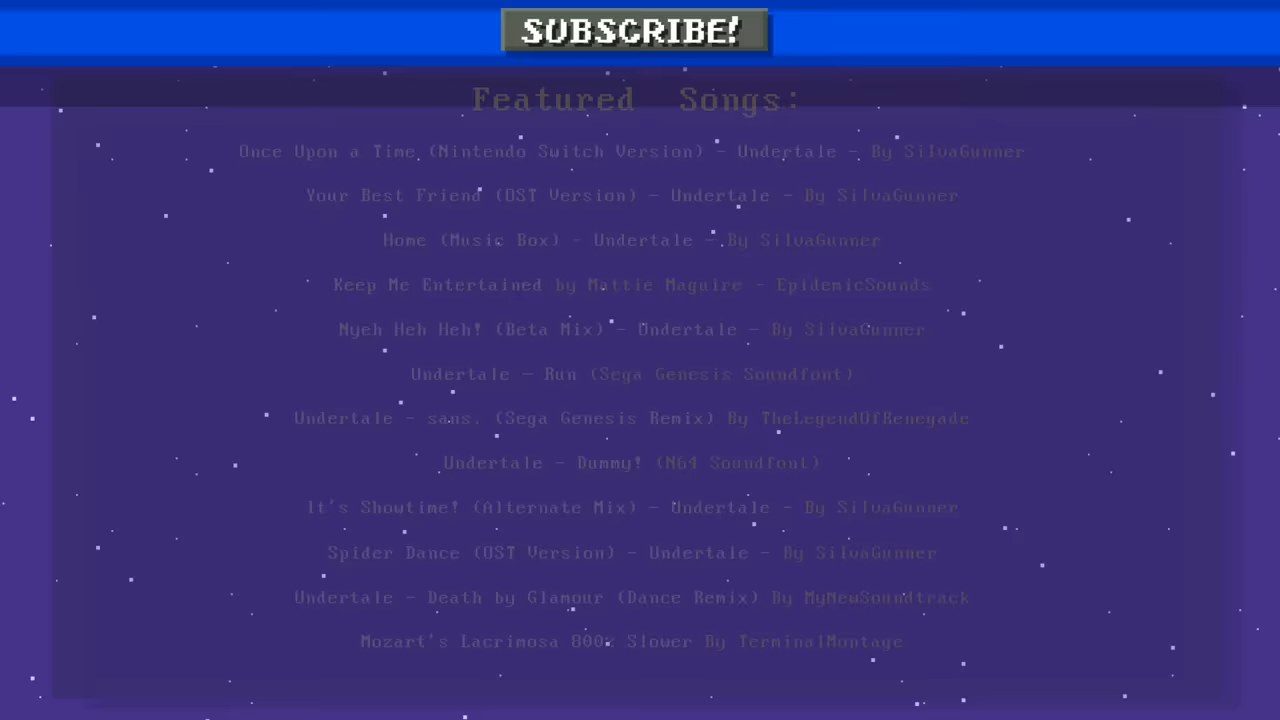 SUBSCRIBE!
Featured Songs:
Once Upon a Time (Nintendo Switch Version) - Undertale - By SilvaGunner
Your Best Friend (OST Version) - Undertale - By SilvaGunner
Home (Music Box) - Undertale - By SilvaGunner
Keep Me Entertained by Mattie Maguire - EpidemicSounds
Nyeh Heh Heh! (Beta Mix) - Undertale - By SilvaGunner
Undertale - Run (Sega Genesis Soundfont)
Undertale - sans. (Sega Genesis Remix) By TheLegendOfRenegade
Undertale - Dummy! (N64 Soundfont)
It's Showtime! (Alternate Mix) - Undertale - By SilvaGunner
Spider Dance (OST Version) - Undertale - By SilvaGunner
Undertale - Death by Glamour (Dance Remix) By MyNewSoundtrack
Mozart's Lacrimosa 800% Slower By TerminalMontage